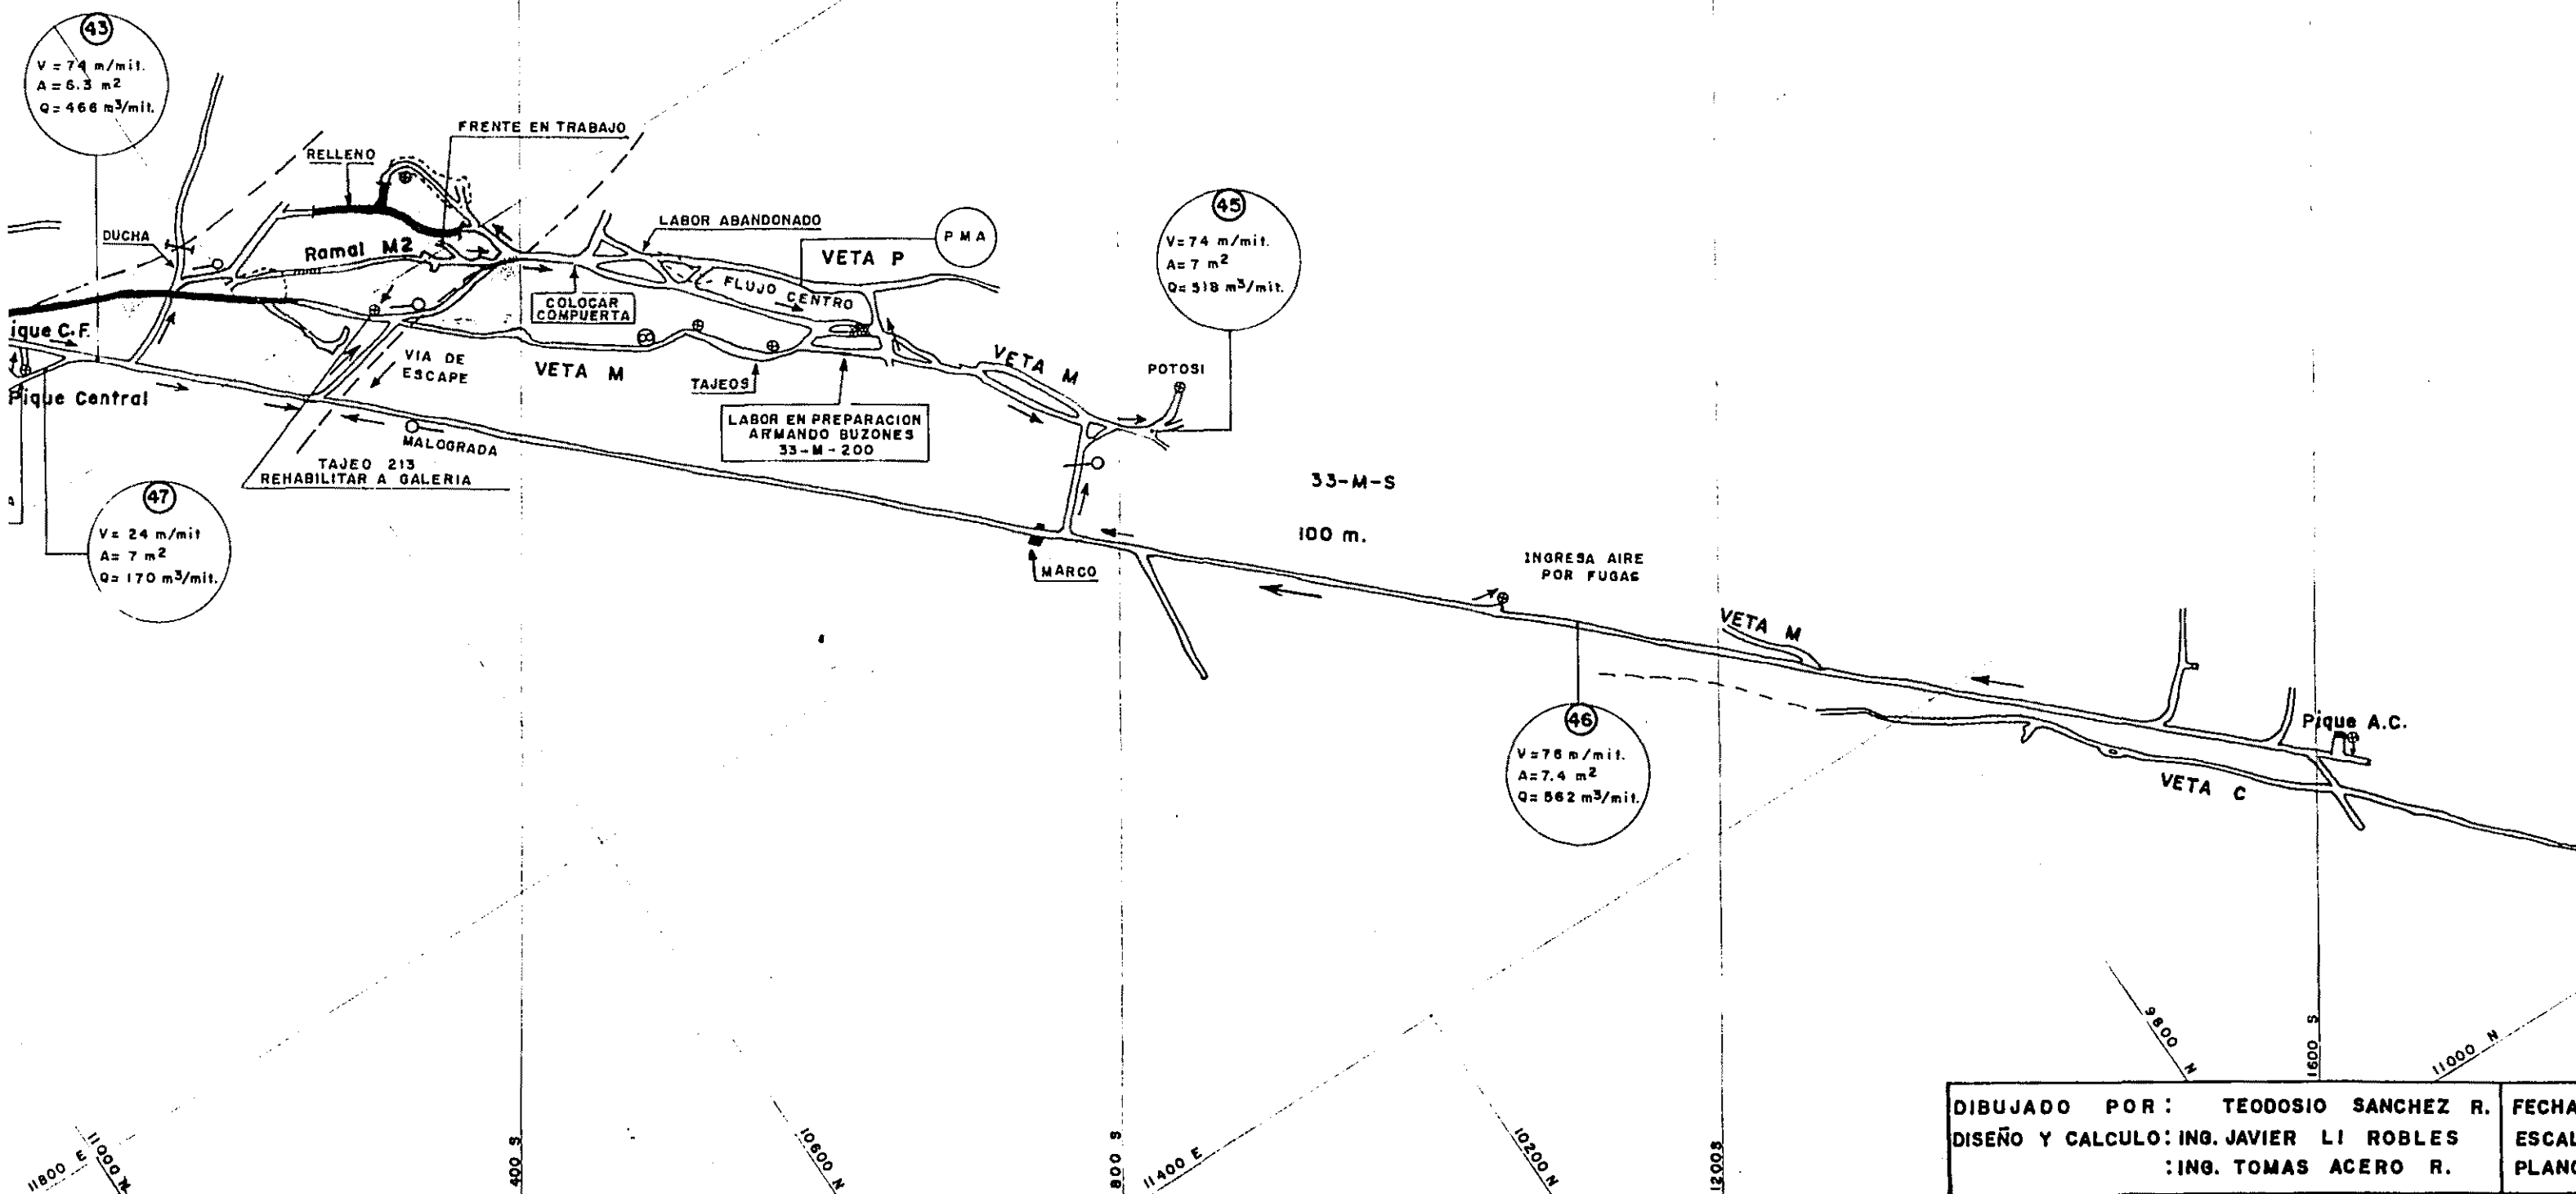 43
V = 74 m/mit.
A = 6.3 m2
Q = 466 m3/mit.
FRENTE EN TRABAJO
RELLENO
DUCHA
Ramal M2
LABOR ABANDONADO
P M A
VETA P
FLUJO CENTRO
COLOCAR
COMPUERTA
45
V= 74 m/mit.
A= 7 m2
Q= 518 m3/mit.
ique C.F.
VIA DE
ESCAPE
VETA M
TAJEOS
VETA M
POTOSI
Pique Central
LABOR EN PREPARACION
ARMANDO BUZONES
33-M-200
MALOGRADA
TAJEO 213
REHABILITAR A GALERIA
47
V= 24 m/mit
A= 7 m2
Q= 170 m3/mit.
33-M-S
100 m.
MARCO
INGRESA AIRE
POR FUGAS
VETA M
46
V=76 m/mit.
A=7.4 m2
Q= 562 m3/mit.
Pique A.C.
VETA C
11800 E
11000 N
400 S
10600 N
800 S
11400 E
10200 N
1200S
9800 N
1600 S
11000 N
DIBUJADO POR : TEODOSIO SANCHEZ R.
DISEÑO Y CALCULO : ING. JAVIER LI ROBLES
: ING. TOMAS ACERO R.
FECHA
ESCAL
PLANO